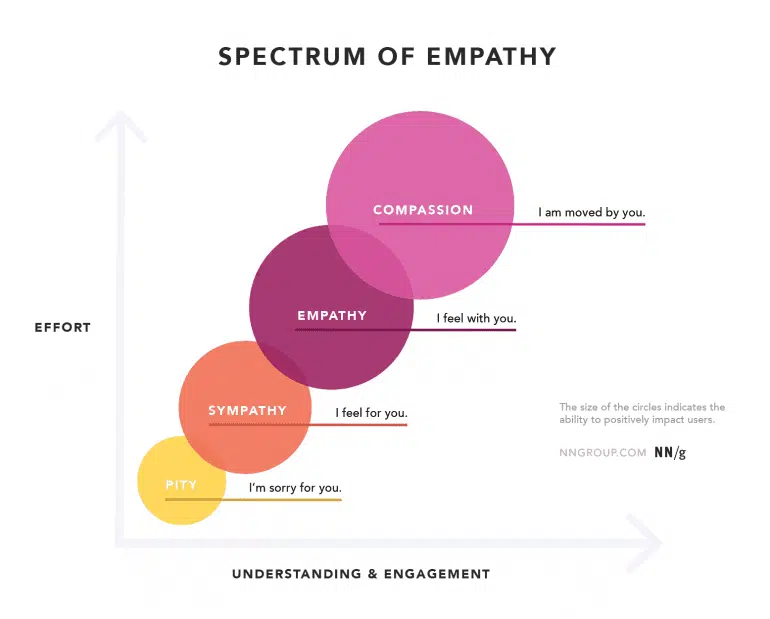 SPECTRUM OF EMPATHY
COMPASSION
I am moved by you.
EMPATHY
I feel with you.
EFFORT
SYMPATHY
I feel for you.
The size of the circles indicates the
ability to positively impact users.
NNGROUP.COM NN/g
PITY
I'm sorry for you.
UNDERSTANDING & ENGAGEMENT